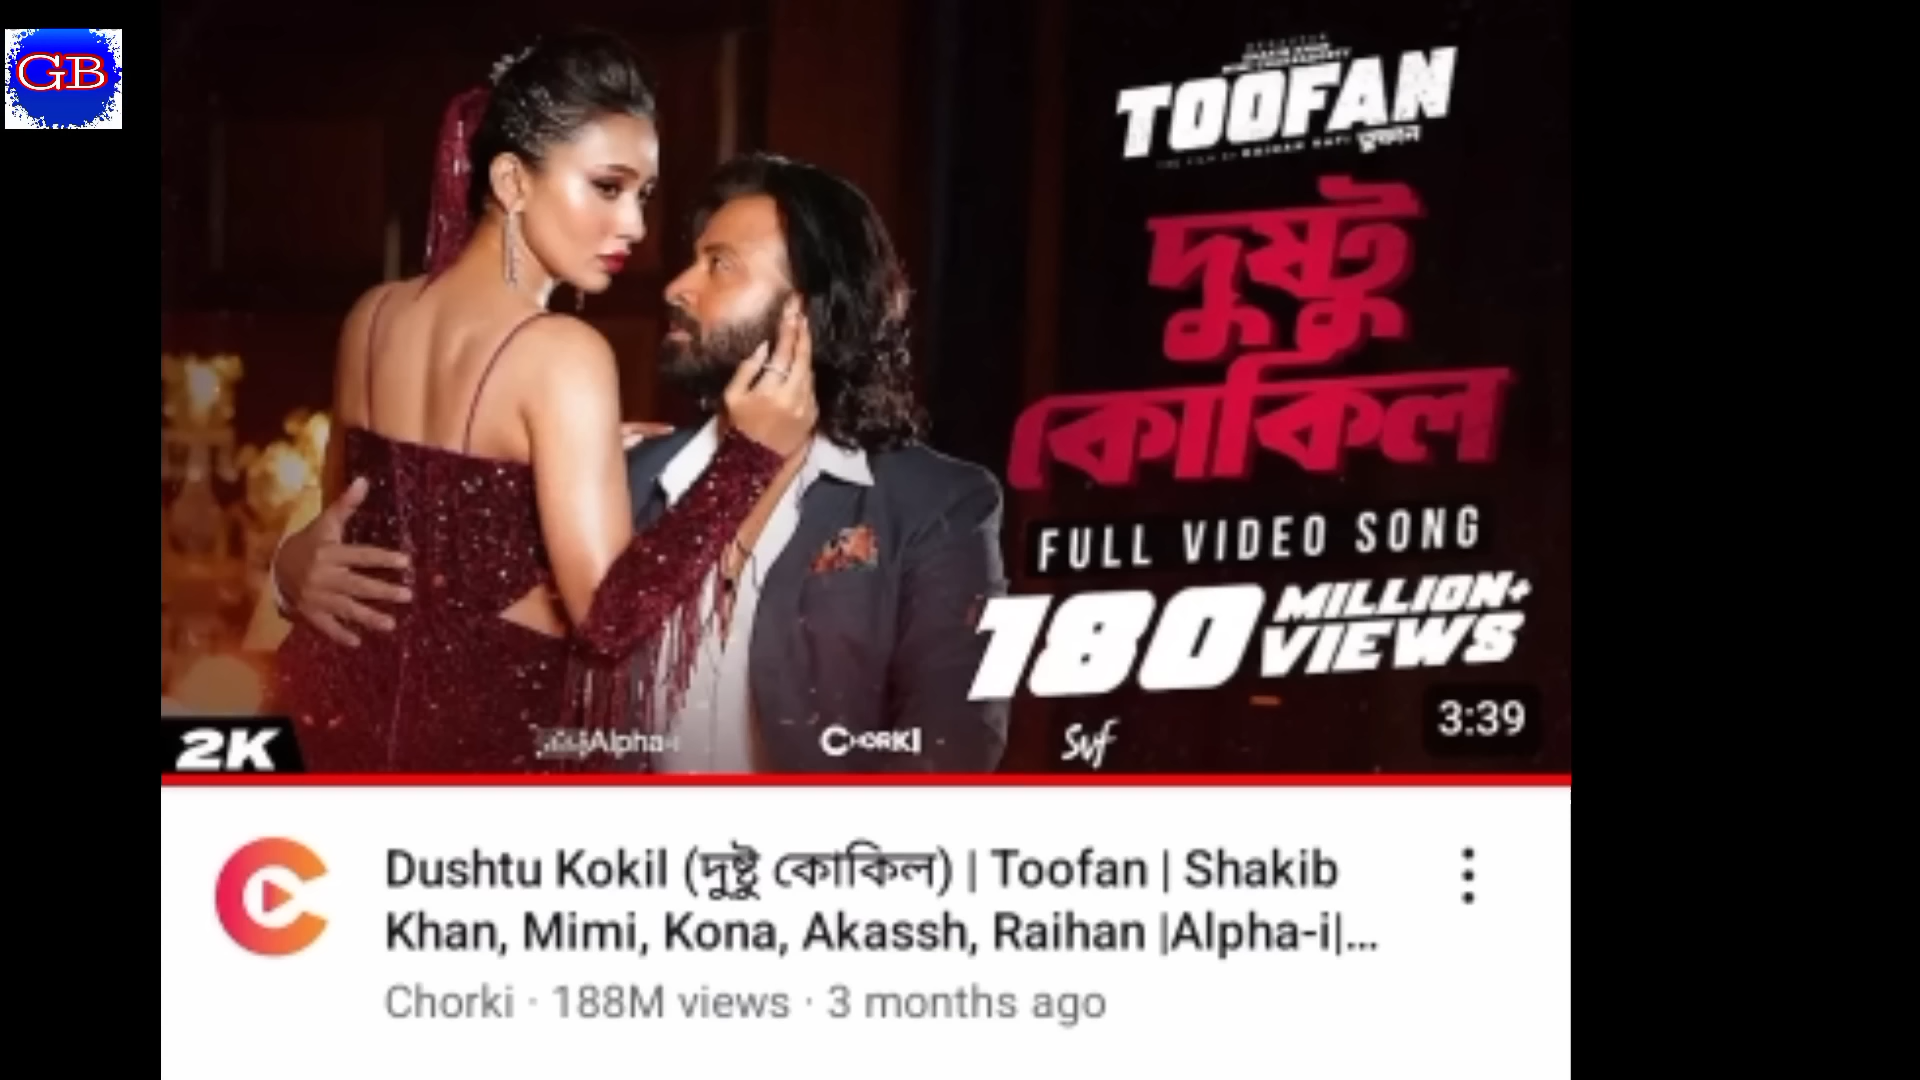 GB
TOOFAN
তুফান
দুষ্টু
কোকিল
FULL VIDEO SONG
180 MILLION+
VIEWS
3:39
2K
Alpha-i
CHORKI
SVF
Dushtu Kokil (দুষ্টু কোকিল) | Toofan | Shakib
Khan, Mimi, Kona, Akassh, Raihan |Alpha-i|...
Chorki · 188M views · 3 months ago